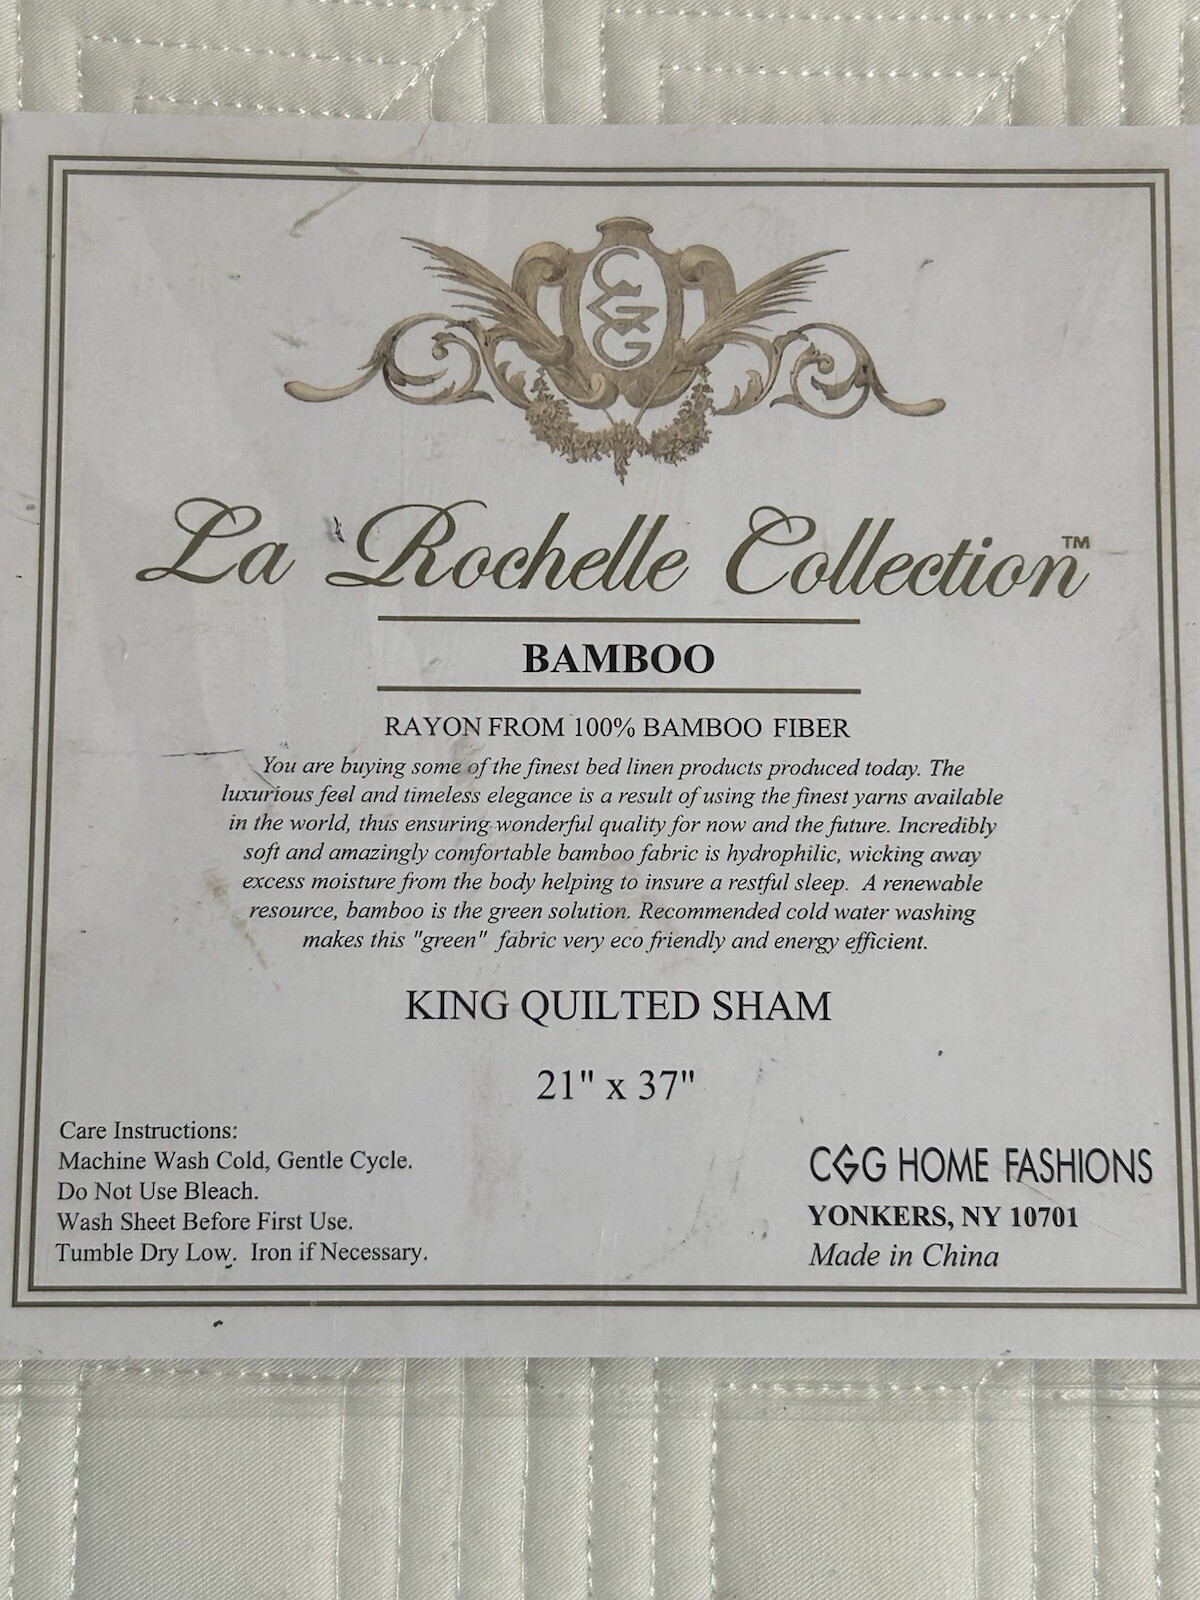 CGG
La Rochelle Collection™
BAMBOO
RAYON FROM 100% BAMBOO FIBER
You are buying some of the finest bed linen products produced today. The
luxurious feel and timeless elegance is a result of using the finest yarns available
in the world, thus ensuring wonderful quality for now and the future. Incredibly
soft and amazingly comfortable bamboo fabric is hydrophilic, wicking away
excess moisture from the body helping to insure a restful sleep. A renewable
resource, bamboo is the green solution. Recommended cold water washing
makes this "green" fabric very eco friendly and energy efficient.
KING QUILTED SHAM
21" x 37"
Care Instructions:
Machine Wash Cold, Gentle Cycle.
Do Not Use Bleach.
Wash Sheet Before First Use.
Tumble Dry Low. Iron if Necessary.
CGG HOME FASHIONS
YONKERS, NY 10701
Made in China